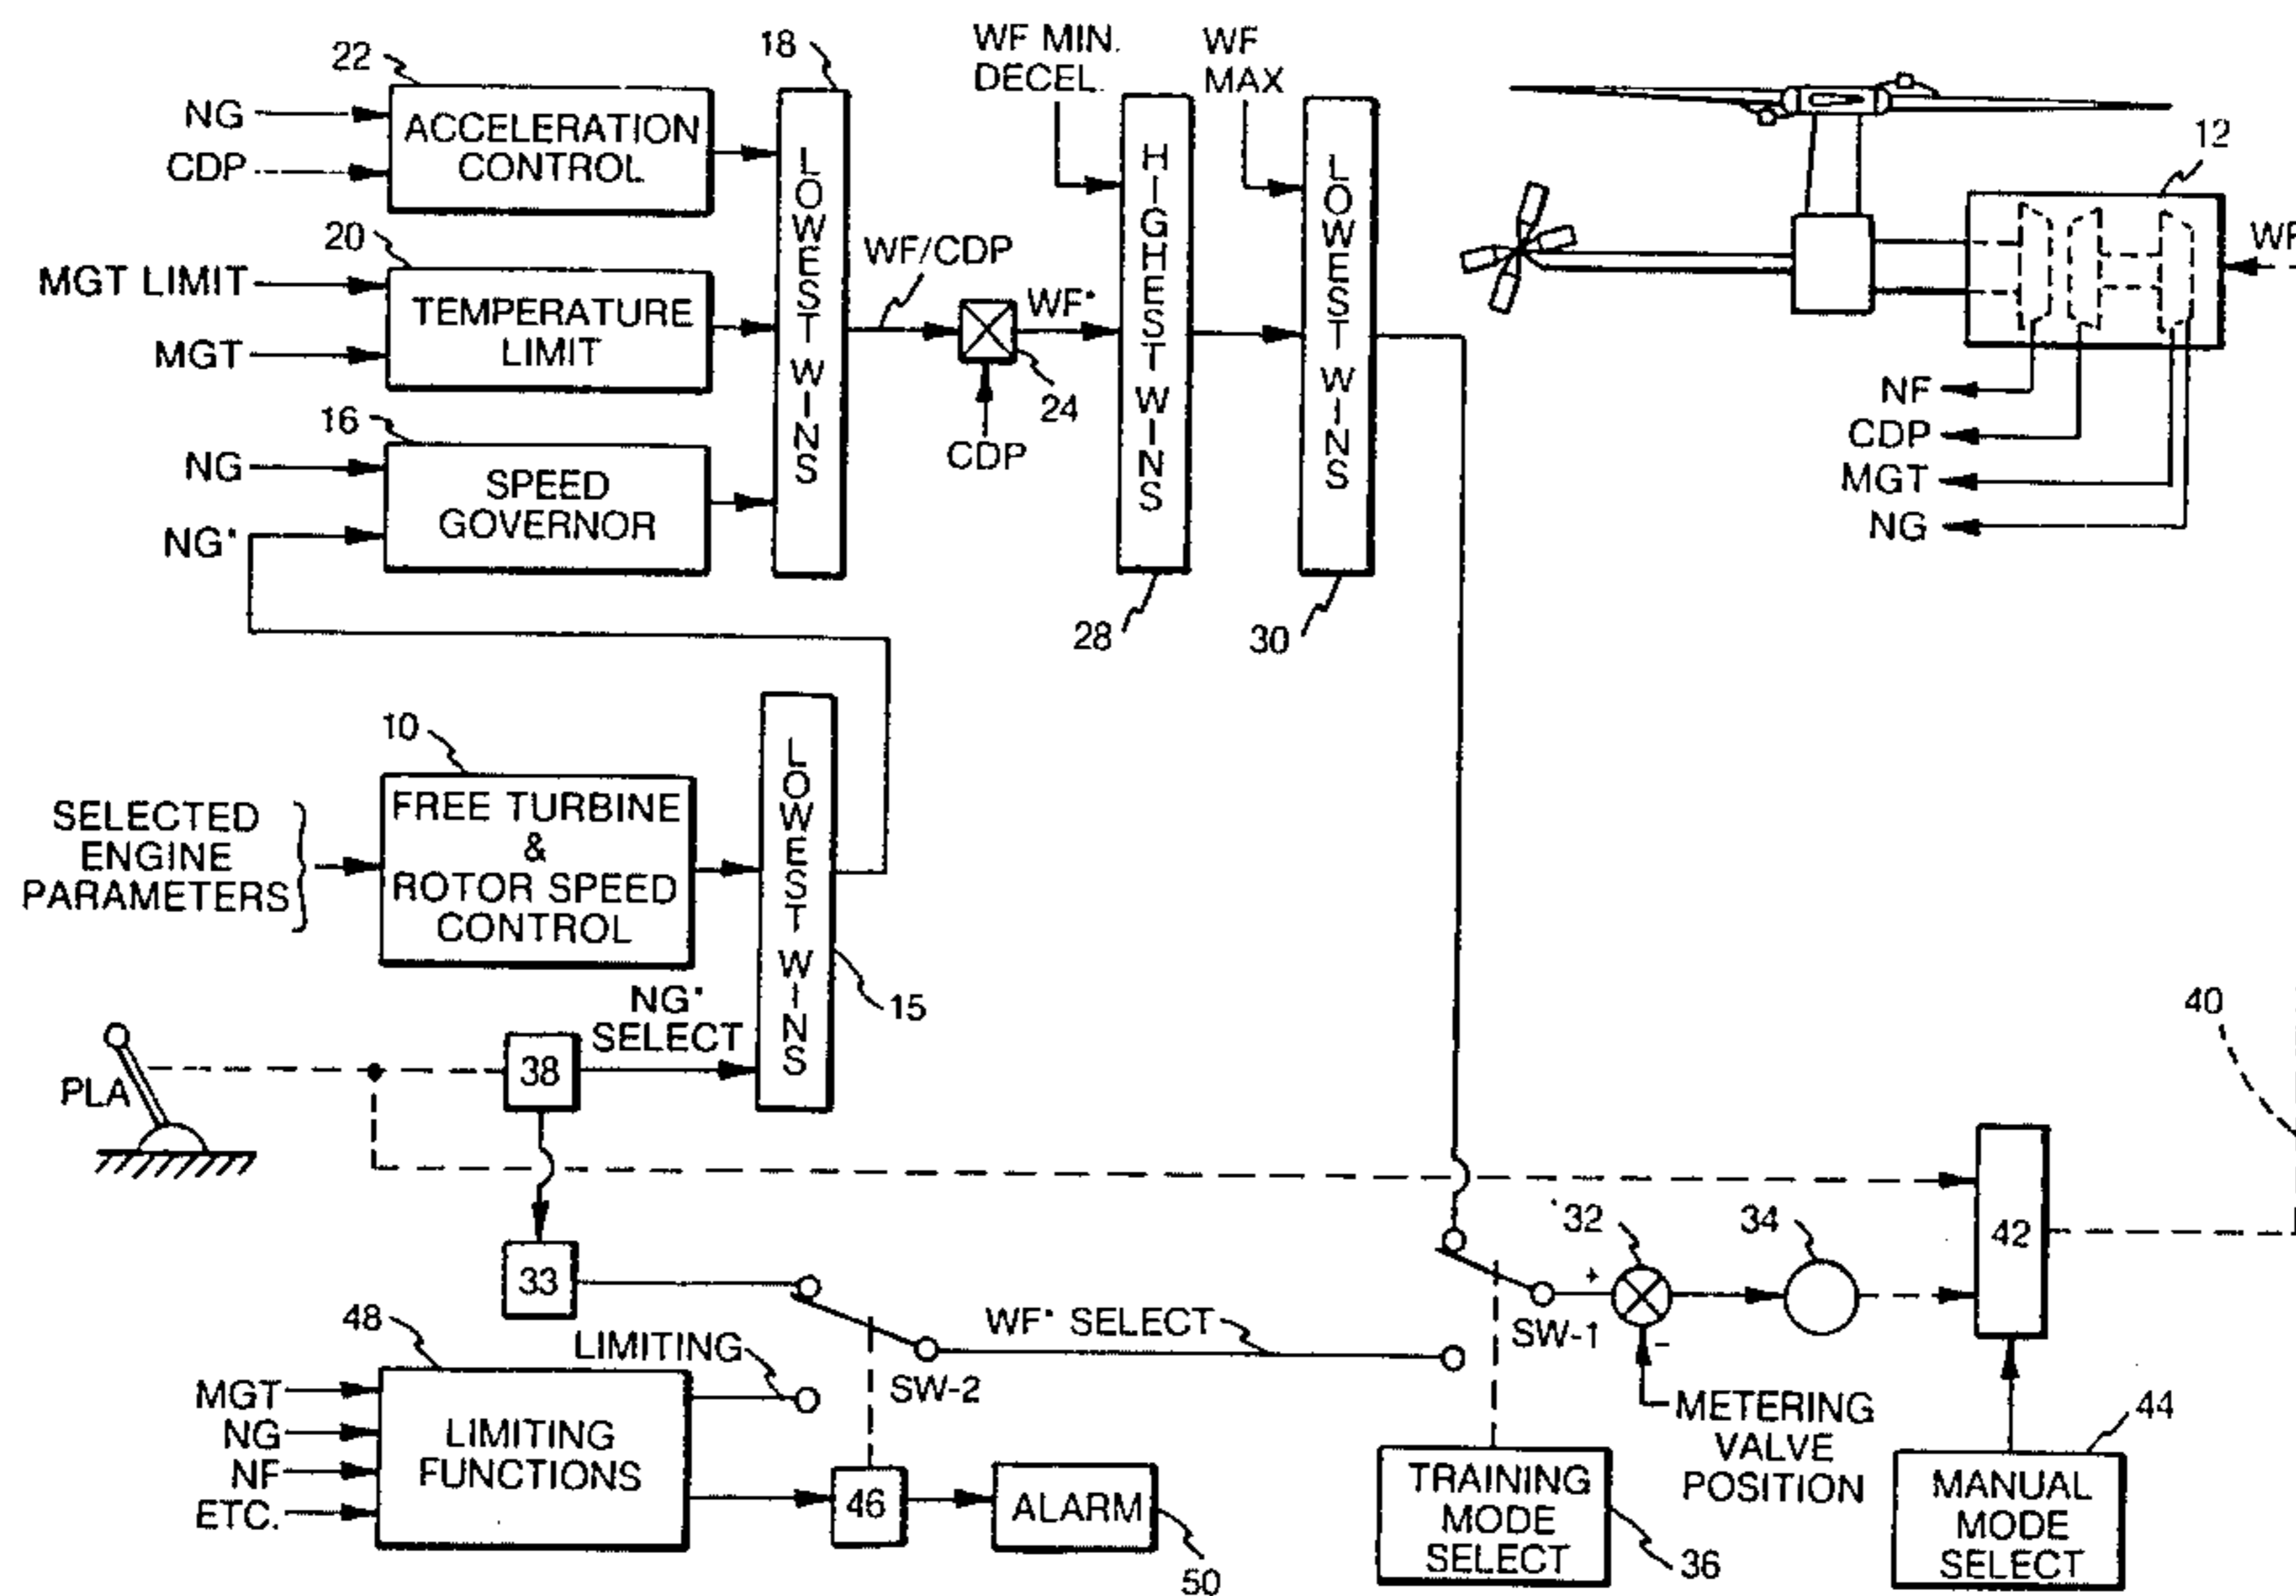 22
NG
CDP
ACCELERATION
CONTROL
20
MGT LIMIT
MGT
TEMPERATURE
LIMIT
16
NG
NG*
SPEED
GOVERNOR
18
LOWEST WINS
WF/CDP
WF*
24
CDP
WF MIN.
DECEL.
HIGHEST WINS
28
WF
MAX
LOWEST WINS
30
12
WF
NF
CDP
MGT
NG
10
SELECTED
ENGINE
PARAMETERS
FREE TURBINE
&
ROTOR SPEED
CONTROL
LOWEST WINS
15
NG*
SELECT
PLA
38
33
40
42
32
34
+
-
SW-1
METERING
VALVE
POSITION
WF* SELECT
SW-2
LIMITING
48
MGT
NG
NF
ETC.
LIMITING
FUNCTIONS
46
ALARM
50
TRAINING
MODE
SELECT
36
44
MANUAL
MODE
SELECT